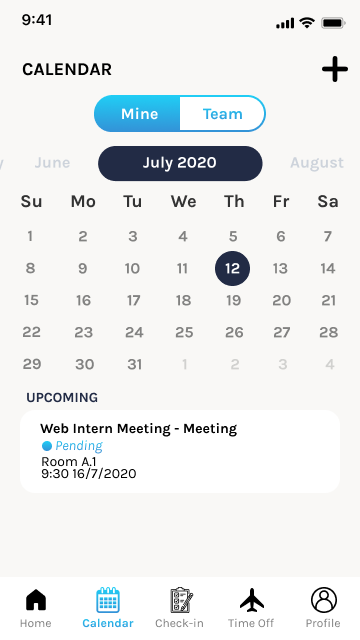 9:41
CALENDAR
Mine Team
June July 2020 August
Su Mo Tu We Th Fr Sa
1 2 3 4 5 6 7
8 9 10 11 12 13 14
15 16 17 18 19 20 21
22 23 24 25 26 27 28
29 30 31 1 2 3 4
UPCOMING
Web Intern Meeting - Meeting
Pending
Room A.1
9:30 16/7/2020
Home Calendar Check-in Time Off Profile